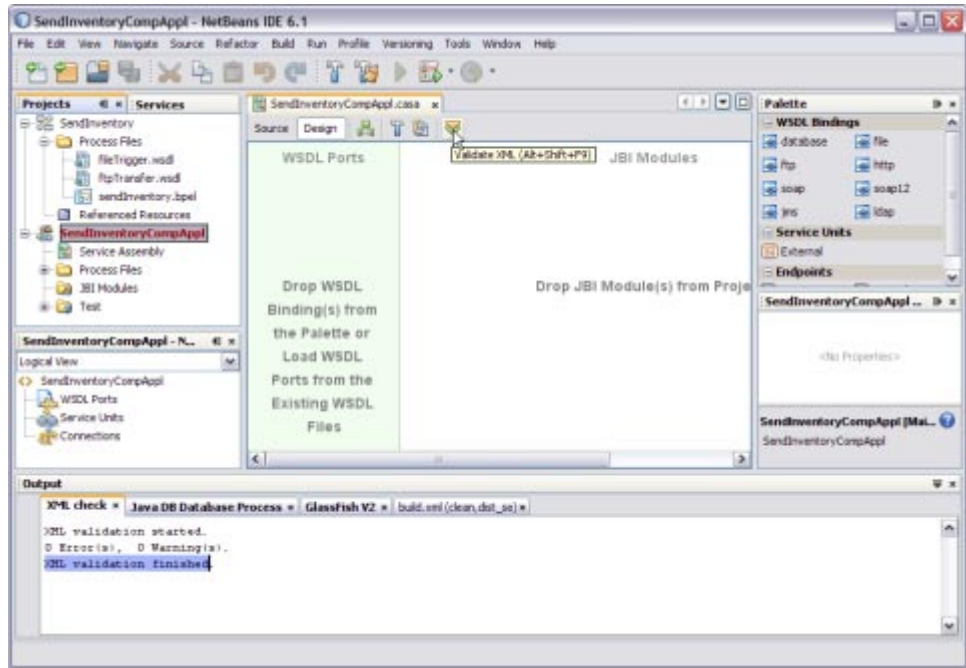 SendInventoryCompAppl - NetBeans IDE 6.1
File Edit View Navigate Source Refactor Build Run Profile Versioning Tools Window Help
Projects Services
SendInventory
Process Files
fileTrigger.wsdl
ftpTransfer.wsdl
sendInventory.bpel
Referenced Resources
SendInventoryCompAppl
Service Assembly
Process Files
JBI Modules
Test
SendInventoryCompAppl - N...
Logical View
SendInventoryCompAppl
WSDL Ports
Service Units
Connections
SendInventoryCompAppl.casa
Source Design
Validate XML (Alt+Shift+F9)
WSDL Ports
JBI Modules
Drop WSDL
Binding(s) from
the Palette or
Load WSDL
Ports from the
Existing WSDL
Files
Drop JBI Module(s) from Proje
Palette
WSDL Bindings
database file
ftp http
soap soap12
jms ldap
Service Units
External
Endpoints
SendInventoryCompAppl ...
<No Properties>
SendInventoryCompAppl [Mai...
SendInventoryCompAppl
Output
XML check Java DB Database Process GlassFish V2 build.xml (clean,dist_se)
XML validation started.
0 Error(s), 0 Warning(s).
XML validation finished.